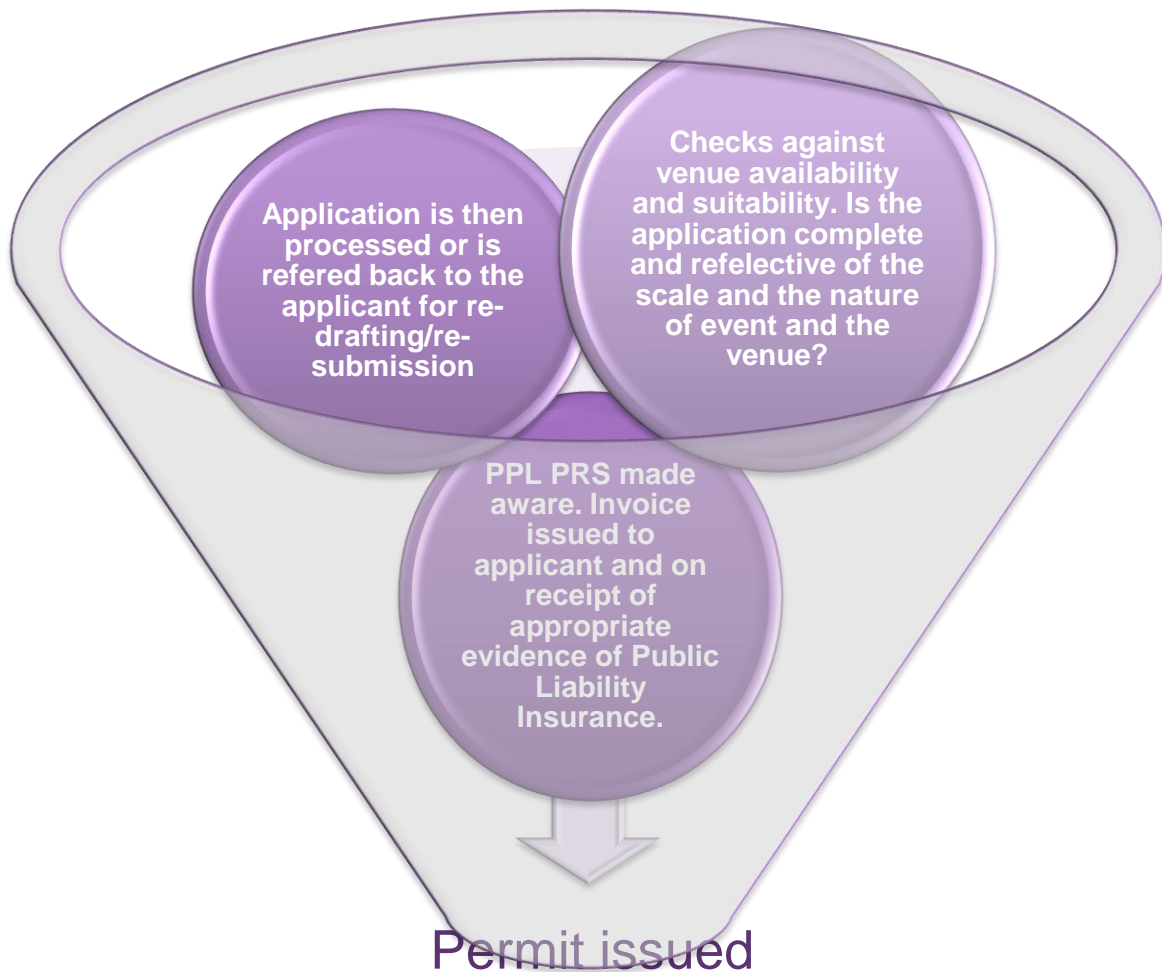 Application is then
processed or is
refered back to the
applicant for re-
drafting/re-
submission
Checks against
venue availability
and suitability. Is the
application complete
and refelective of the
scale and the nature
of event and the
venue?
PPL PRS made
aware. Invoice
issued to
applicant and on
receipt of
appropriate
evidence of Public
Liability
Insurance.
Permit issued